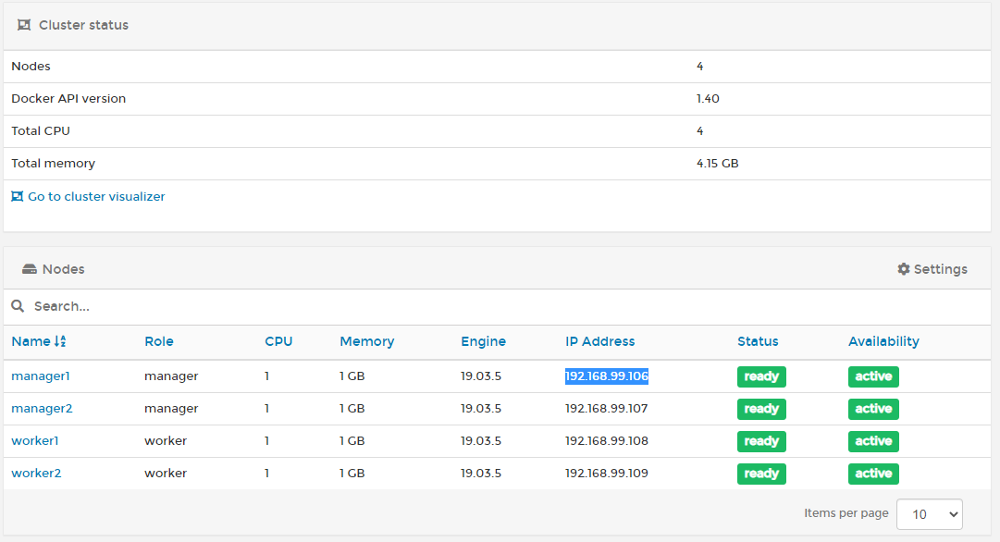 Cluster status
Nodes 4
Docker API version 1.40
Total CPU 4
Total memory 4.15 GB
Go to cluster visualizer
Nodes Settings
Search...
Name Role CPU Memory Engine IP Address Status Availability
manager1 manager 1 1 GB 19.03.5 192.168.99.106 ready active
manager2 manager 1 1 GB 19.03.5 192.168.99.107 ready active
worker1 worker 1 1 GB 19.03.5 192.168.99.108 ready active
worker2 worker 1 1 GB 19.03.5 192.168.99.109 ready active
Items per page 10